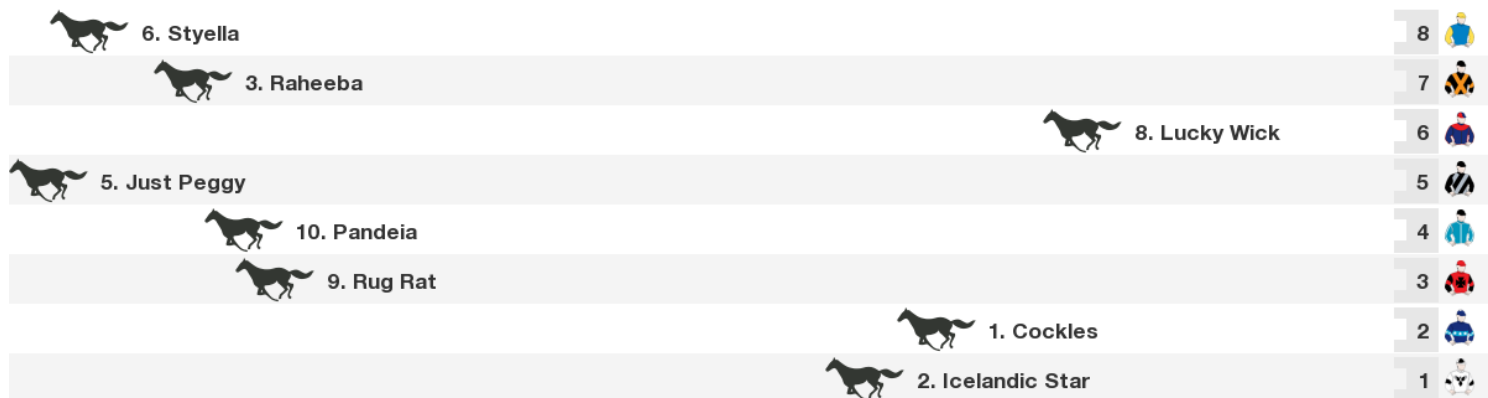 6. Styella 8
3. Raheeba 7
8. Lucky Wick 6
5. Just Peggy 5
10. Pandeia 4
9. Rug Rat 3
1. Cockles 2
2. Icelandic Star 1